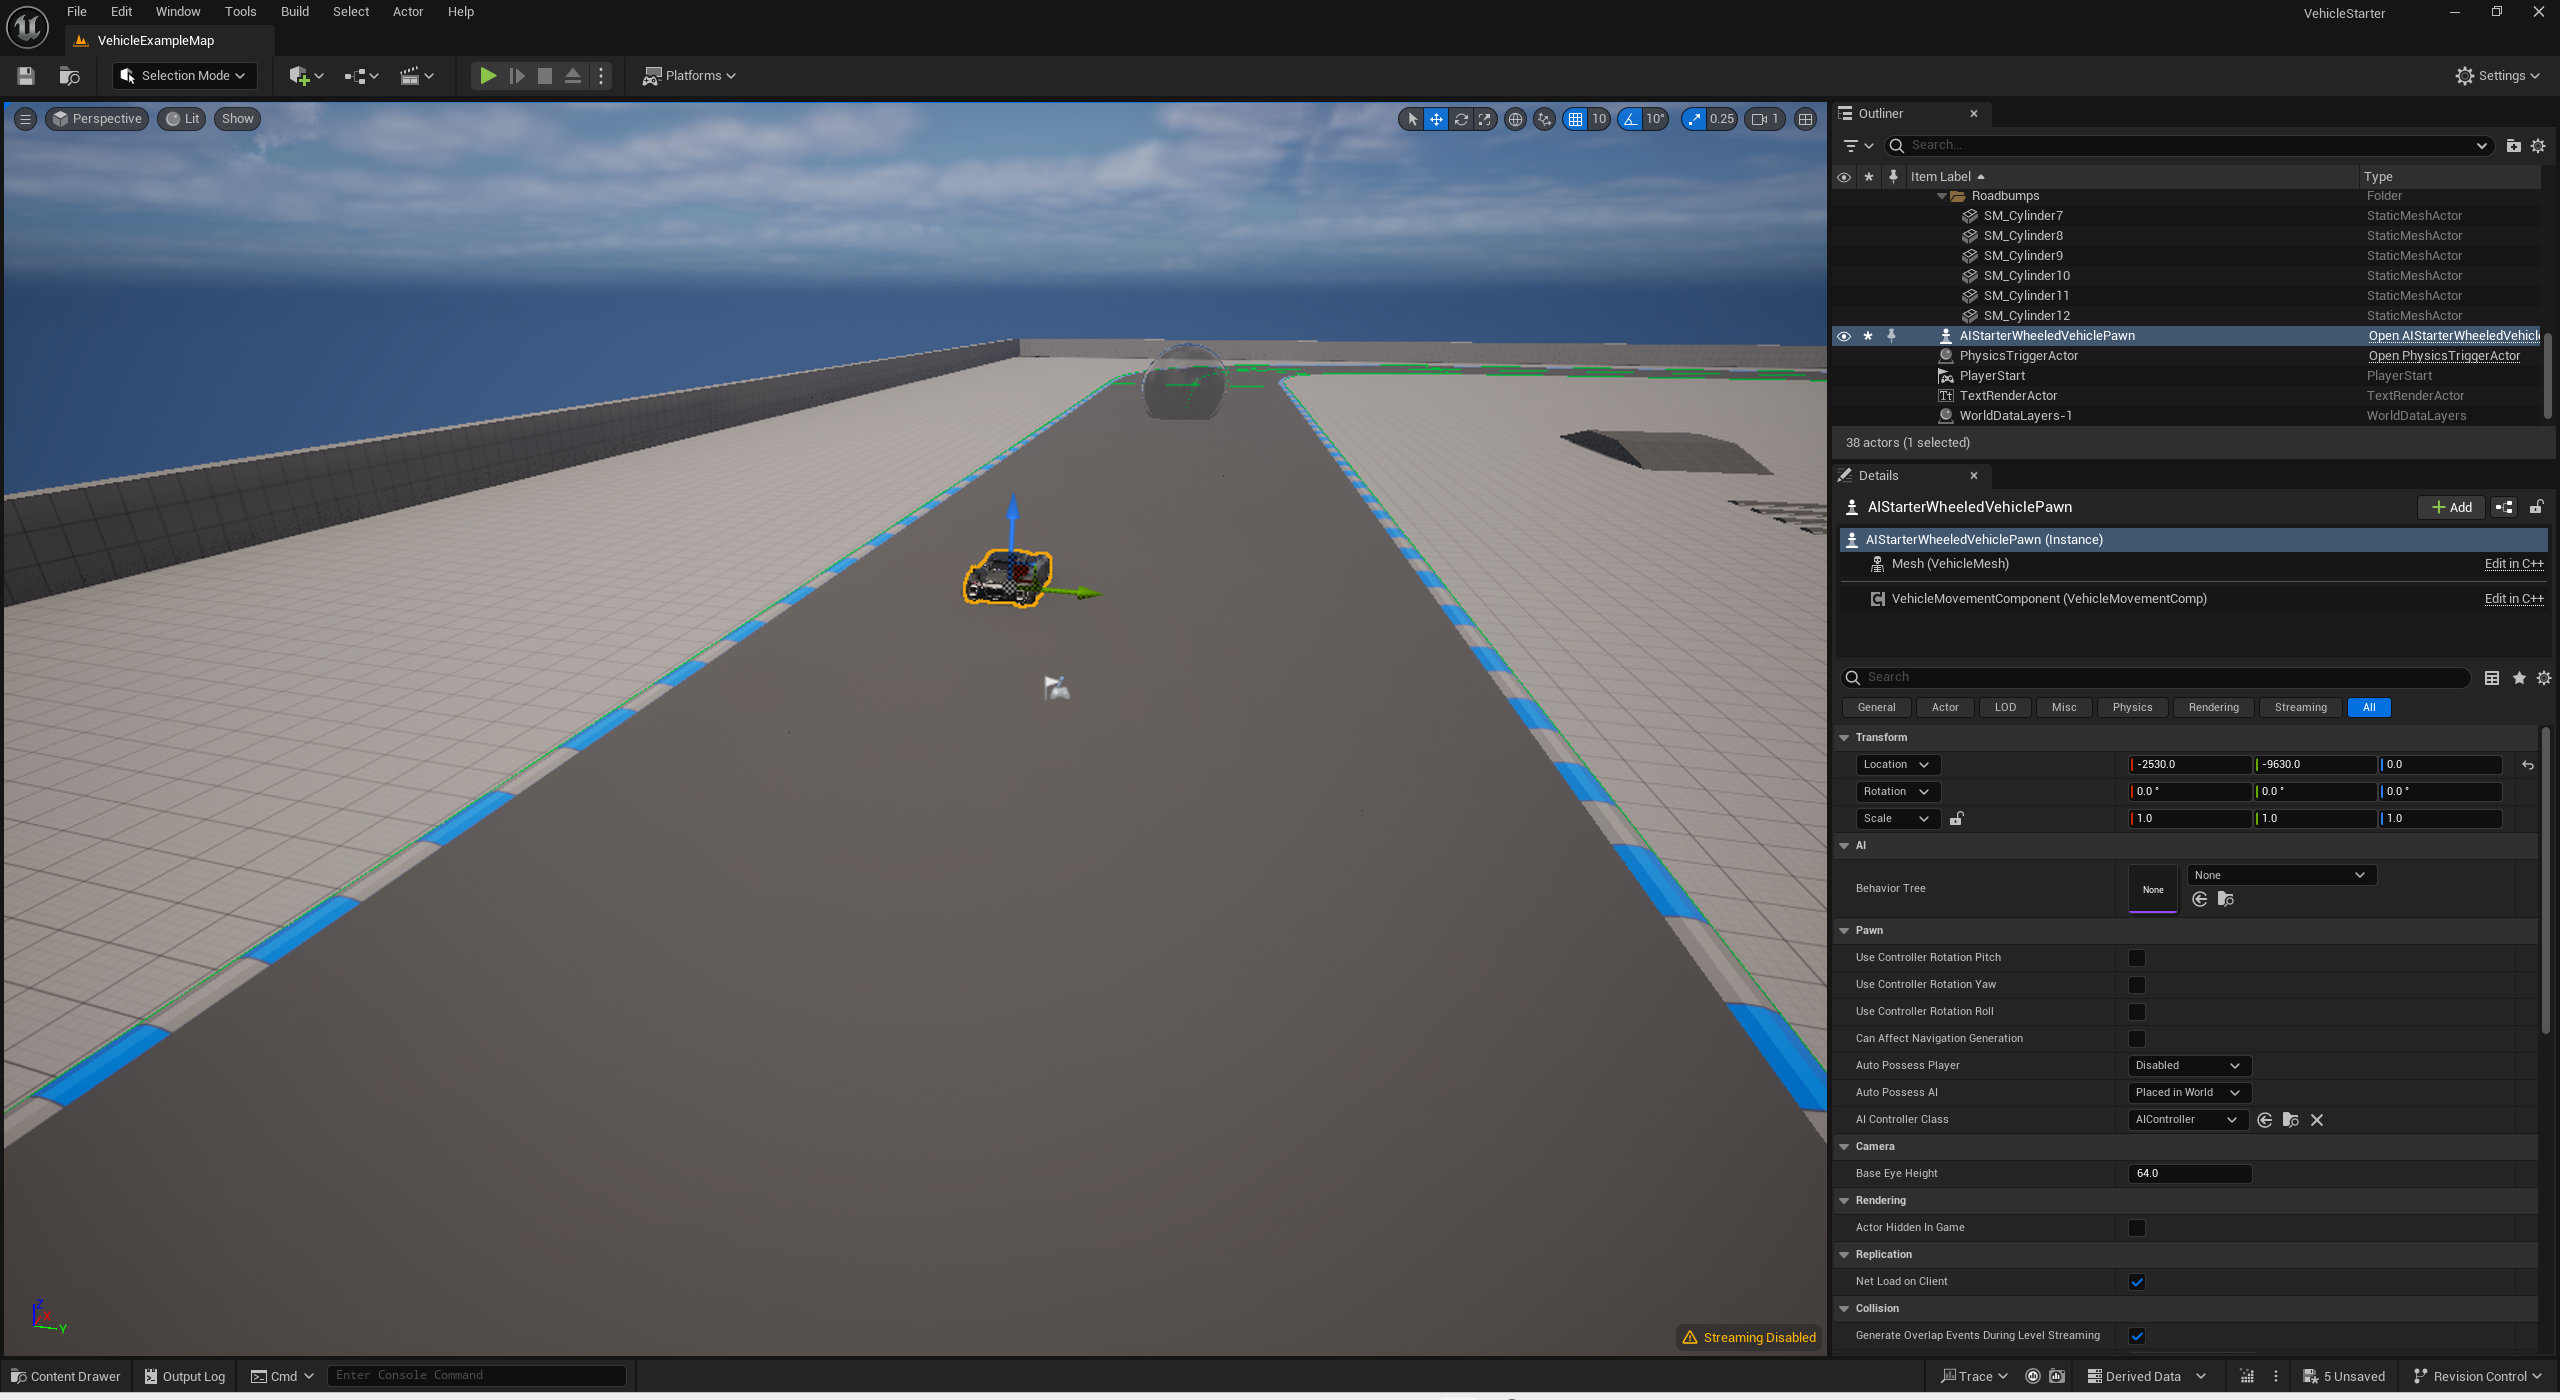 File Edit Window Tools Build Select Actor Help
VehicleStarter
VehicleExampleMap
Selection Mode
Platforms
Settings
Perspective Lit Show
10 10° 0.25 1
Outliner
Search...
Item Label Type
Roadbumps Folder
SM_Cylinder7 StaticMeshActor
SM_Cylinder8 StaticMeshActor
SM_Cylinder9 StaticMeshActor
SM_Cylinder10 StaticMeshActor
SM_Cylinder11 StaticMeshActor
SM_Cylinder12 StaticMeshActor
AIStarterWheeledVehiclePawn Open AIStarterWheeledVehicl
PhysicsTriggerActor Open PhysicsTriggerActor
PlayerStart PlayerStart
TextRenderActor TextRenderActor
WorldDataLayers-1 WorldDataLayers
38 actors (1 selected)
Details
AIStarterWheeledVehiclePawn
Add
AIStarterWheeledVehiclePawn (Instance)
Mesh (VehicleMesh) Edit in C++
VehicleMovementComponent (VehicleMovementComp) Edit in C++
Search
General Actor LOD Misc Physics Rendering Streaming All
Transform
Location -2530.0 -9630.0 0.0
Rotation 0.0 ° 0.0 ° 0.0 °
Scale 1.0 1.0 1.0
AI
Behavior Tree None None
Pawn
Use Controller Rotation Pitch
Use Controller Rotation Yaw
Use Controller Rotation Roll
Can Affect Navigation Generation
Auto Possess Player Disabled
Auto Possess AI Placed in World
AI Controller Class AIController
Camera
Base Eye Height 64.0
Rendering
Actor Hidden In Game
Replication
Net Load on Client
Collision
Generate Overlap Events During Level Streaming
Z
X
Y
Streaming Disabled
Content Drawer Output Log Cmd Enter Console Command
Trace Derived Data 5 Unsaved Revision Control